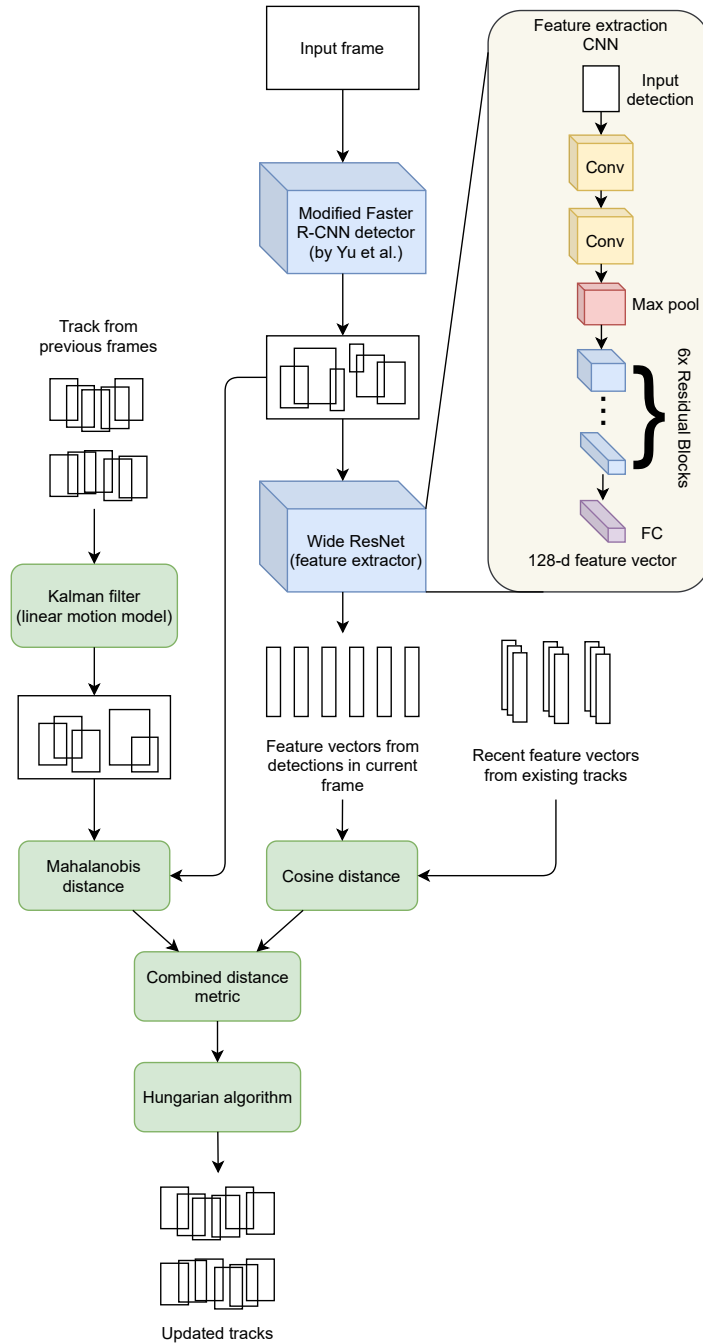 Input frame
Modified Faster
R-CNN detector
(by Yu et al.)
Feature extraction
CNN
Input
detection
Conv
Conv
Max pool
6x Residual Blocks
FC
128-d feature vector
Track from
previous frames
Wide ResNet
(feature extractor)
Kalman filter
(linear motion model)
Feature vectors from
detections in current
frame
Recent feature vectors
from existing tracks
Mahalanobis
distance
Cosine distance
Combined distance
metric
Hungarian algorithm
Updated tracks